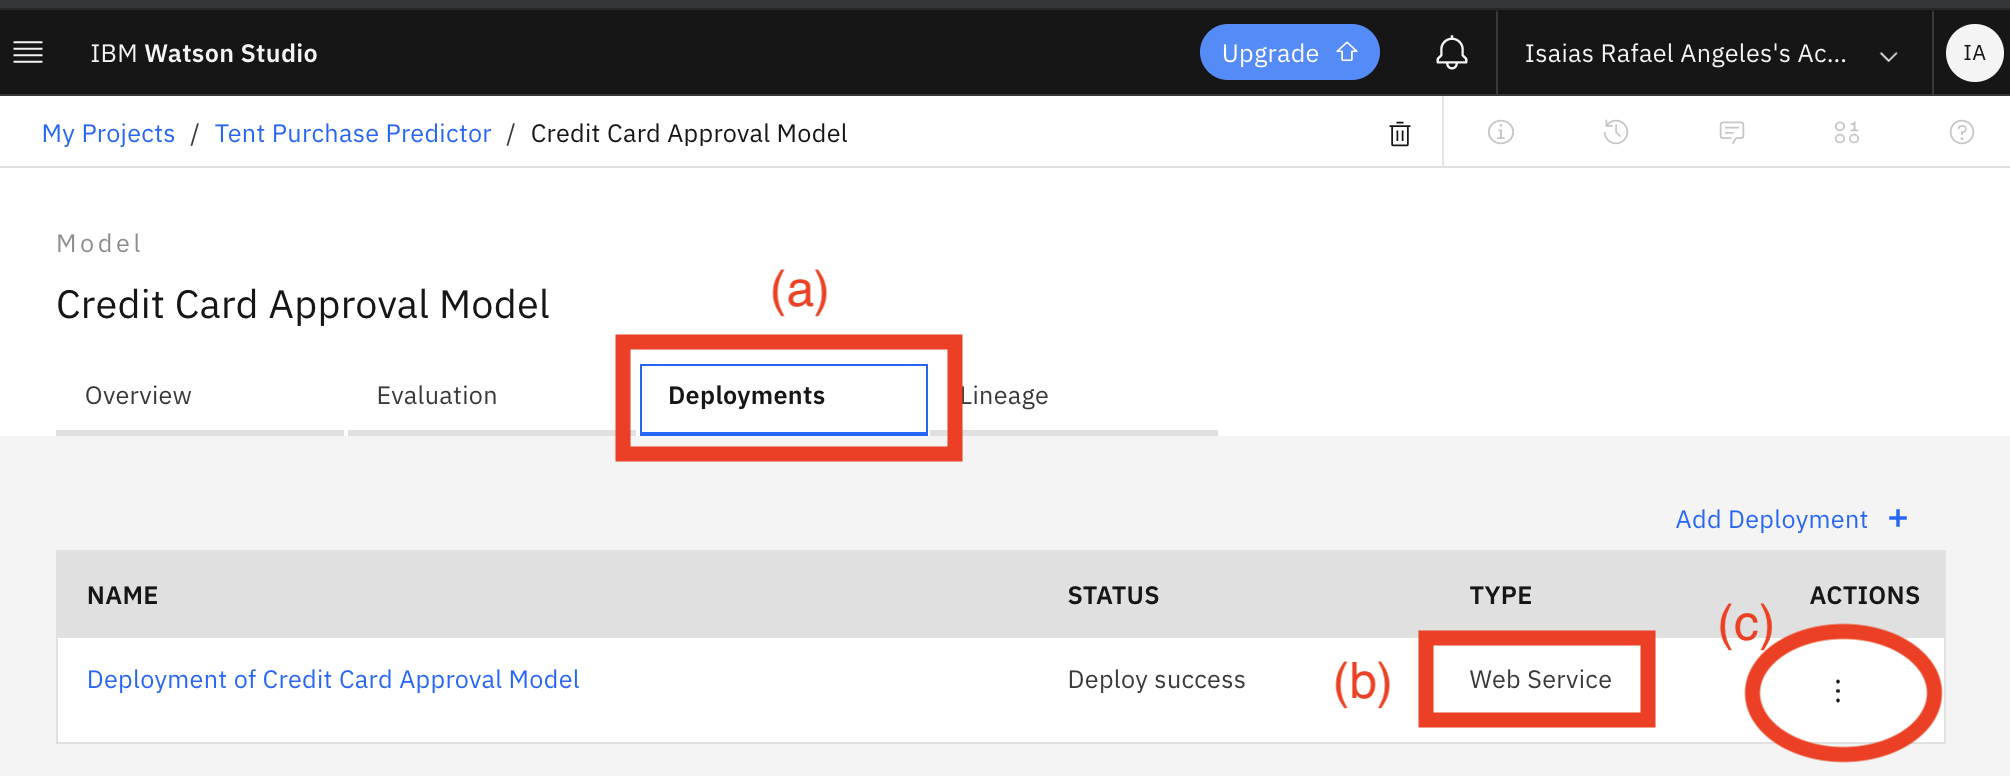 IBM Watson Studio
Upgrade
Isaias Rafael Angeles's Ac...
IA
My Projects / Tent Purchase Predictor / Credit Card Approval Model
Model
Credit Card Approval Model
(a)
Overview
Evaluation
Deployments
Lineage
Add Deployment +
NAME
STATUS
TYPE
ACTIONS
(c)
Deployment of Credit Card Approval Model
Deploy success
(b)
Web Service